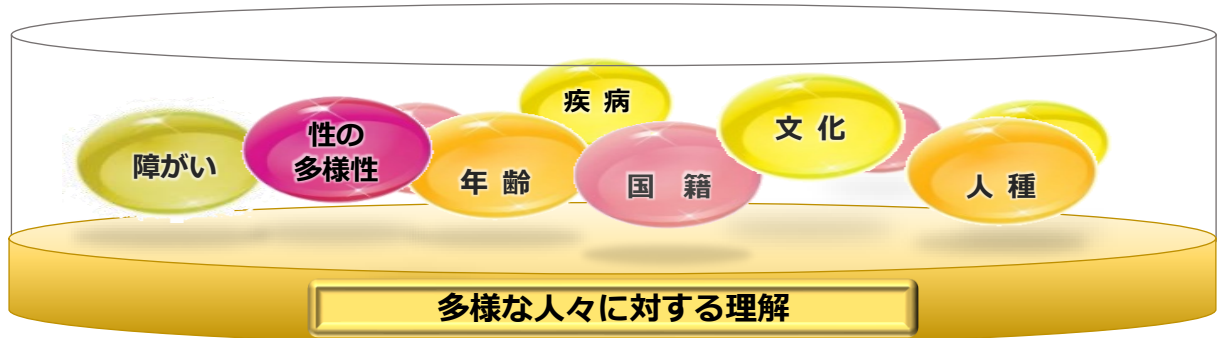 障がい
性の
多様性
年 齢
疾 病
国 籍
文 化
人 種
多様な人々に対する理解